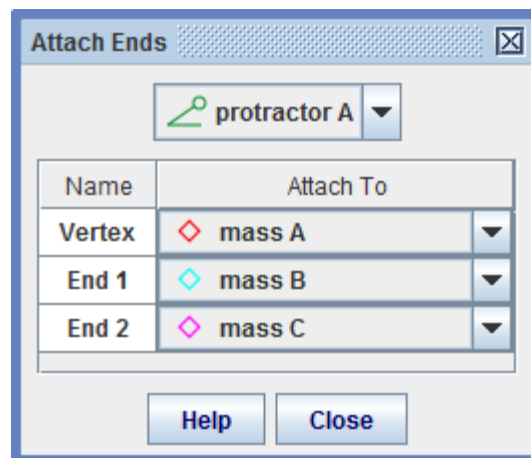 Attach Ends
protractor A
Name Attach To
Vertex mass A
End 1 mass B
End 2 mass C
Help Close